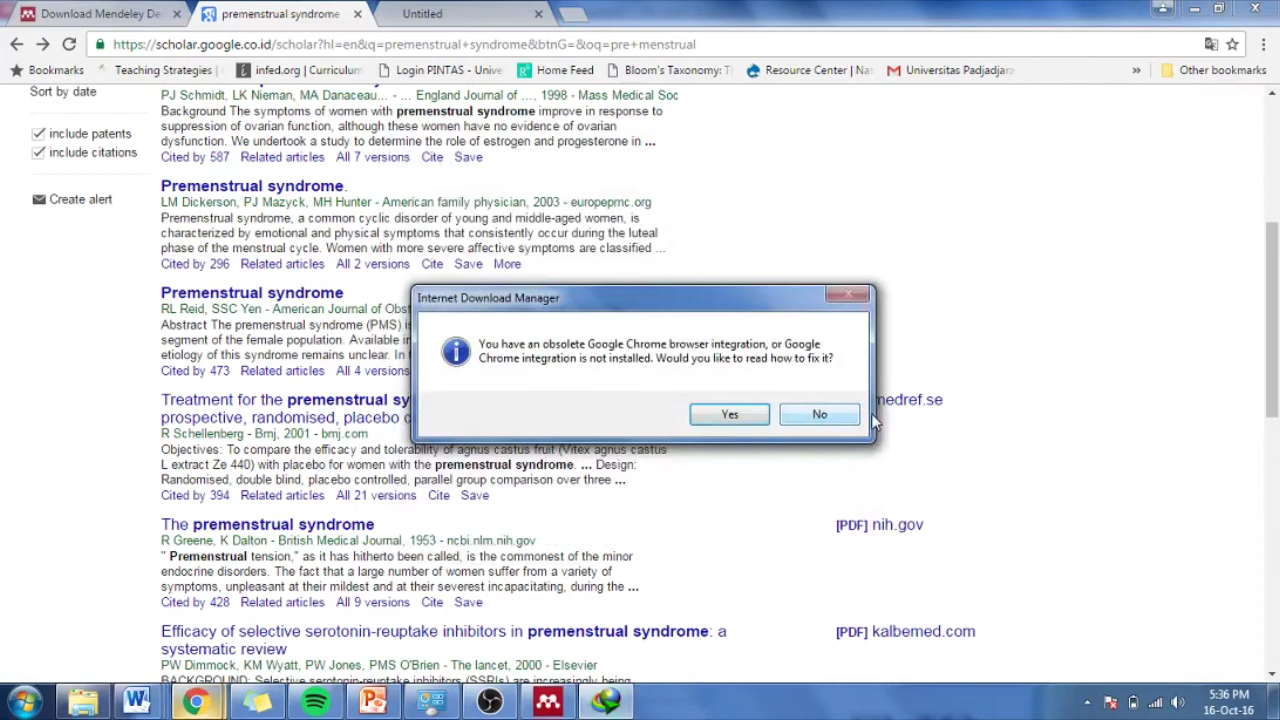 Download Mendeley De
premenstrual syndrome
Untitled
https://scholar.google.co.id/scholar?hl=en&q=premenstrual+syndrome&btnG=&oq=pre+menstrual
Bookmarks
Teaching Strategies |
infed.org | Curriculum
Login PINTAS - Unive
Home Feed
Bloom's Taxonomy: T
Resource Center | Nat
Universitas Padjadjara
»
Other bookmarks
Sort by date
include patents
include citations
Create alert
PJ Schmidt, LK Nieman, MA Danaceau... - ... England Journal of ..., 1998 - Mass Medical Soc
Background The symptoms of women with premenstrual syndrome improve in response to
suppression of ovarian function, although these women have no evidence of ovarian
dysfunction. We undertook a study to determine the role of estrogen and progesterone in ...
Cited by 587 Related articles All 7 versions Cite Save
Premenstrual syndrome.
LM Dickerson, PJ Mazyck, MH Hunter - American family physician, 2003 - europepmc.org
Premenstrual syndrome, a common cyclic disorder of young and middle-aged women, is
characterized by emotional and physical symptoms that consistently occur during the luteal
phase of the menstrual cycle. Women with more severe affective symptoms are classified ...
Cited by 296 Related articles All 2 versions Cite Save More
Premenstrual syndrome
RL Reid, SSC Yen - American Journal of Obst
Abstract The premenstrual syndrome (PMS) is
segment of the female population. Available in
etiology of this syndrome remains unclear. In t
Cited by 473 Related articles All 4 versions
Internet Download Manager
You have an obsolete Google Chrome browser integration, or Google
Chrome integration is not installed. Would you like to read how to fix it?
Yes
No
Treatment for the premenstrual sy
prospective, randomised, placebo c
medref.se
R Schellenberg - Bmj, 2001 - bmj.com
Objectives: To compare the efficacy and tolerability of agnus castus fruit (Vitex agnus castus
L extract Ze 440) with placebo for women with the premenstrual syndrome. ... Design:
Randomised, double blind, placebo controlled, parallel group comparison over three ...
Cited by 394 Related articles All 21 versions Cite Save
The premenstrual syndrome
[PDF] nih.gov
R Greene, K Dalton - British Medical Journal, 1953 - ncbi.nlm.nih.gov
" Premenstrual tension," as it has hitherto been called, is the commonest of the minor
endocrine disorders. The fact that a large number of women suffer from a variety of
symptoms, unpleasant at their mildest and at their severest incapacitating, during the ...
Cited by 428 Related articles All 9 versions Cite Save
Efficacy of selective serotonin-reuptake inhibitors in premenstrual syndrome: a
systematic review
[PDF] kalbemed.com
PW Dimmock, KM Wyatt, PW Jones, PMS O'Brien - The lancet, 2000 - Elsevier
BACKGROUND: Selective serotonin-reuptake inhibitors (SSRIs) are increasingly being
5:36 PM
16-Oct-16